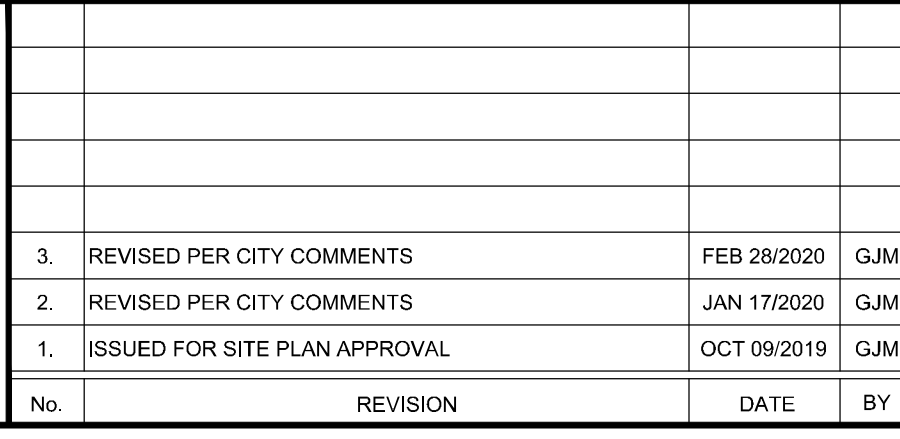 3. REVISED PER CITY COMMENTS FEB 28/2020 GJM
2. REVISED PER CITY COMMENTS JAN 17/2020 GJM
1. ISSUED FOR SITE PLAN APPROVAL OCT 09/2019 GJM
No. REVISION DATE BY